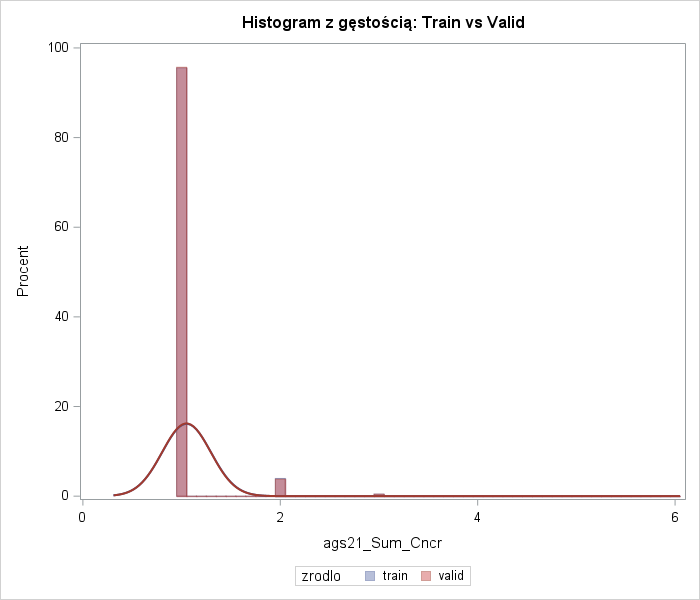 Histogram z gęstością: Train vs Valid
100
80
60
40
20
0
Procent
0 2 4 6
ags21_Sum_Cncr
zrodlo train valid